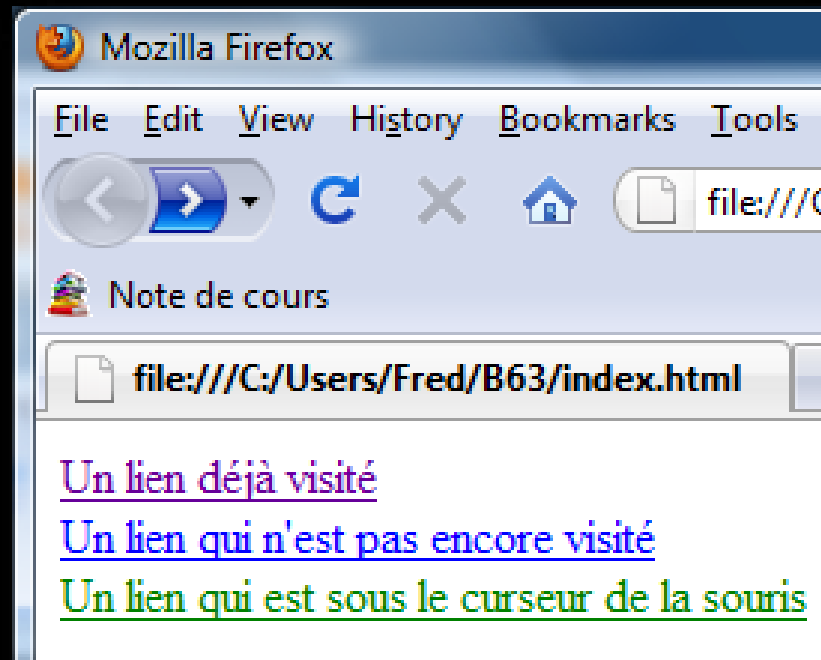 Mozilla Firefox
File Edit View History Bookmarks Tools
file:///C
Note de cours
file:///C:/Users/Fred/B63/index.html
Un lien déjà visité
Un lien qui n'est pas encore visité
Un lien qui est sous le curseur de la souris